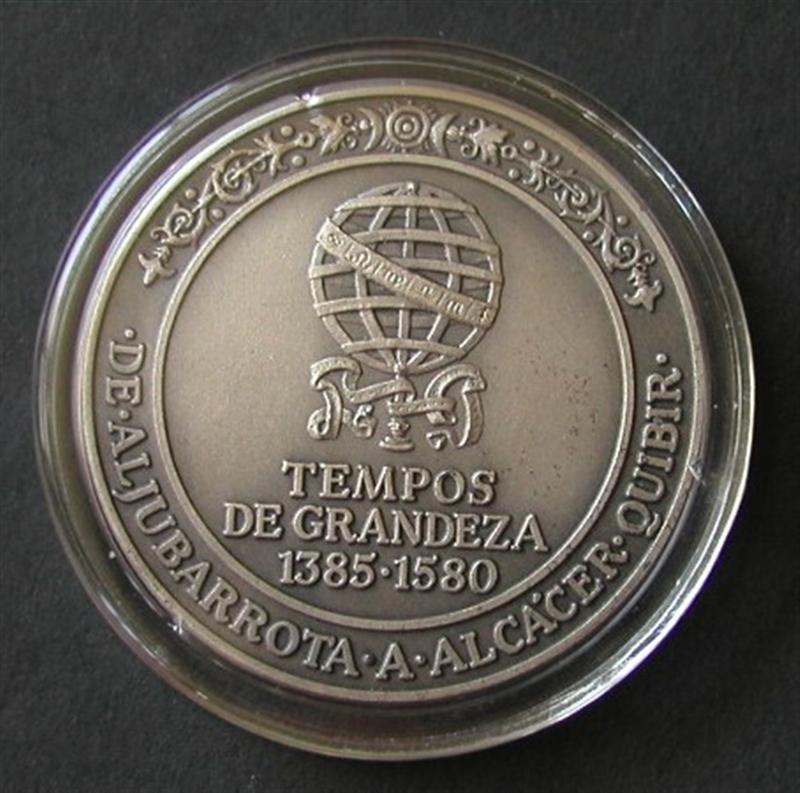 TEMPOS
DE GRANDEZA
1385·1580
·DE·ALJUBARROTA·A·ALCÁCER·QUIBIR·